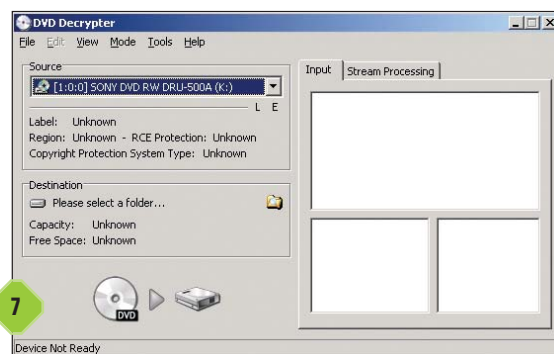 DVD Decrypter
File Edit View Mode Tools Help
Source
[1:0:0] SONY DVD RW DRU-500A (K:)
L E
Label: Unknown
Region: Unknown - RCE Protection: Unknown
Copyright Protection System Type: Unknown
Destination
Please select a folder...
Capacity: Unknown
Free Space: Unknown
DVD
7
Device Not Ready
Input Stream Processing